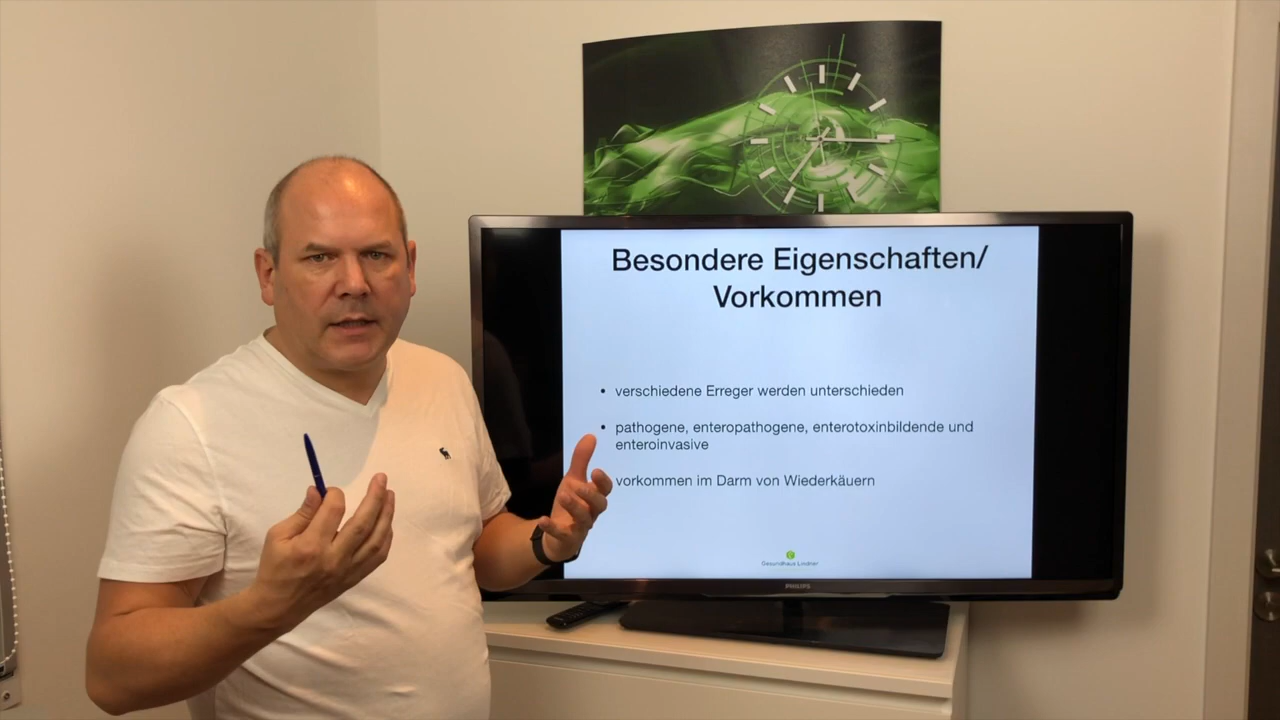 Besondere Eigenschaften/
Vorkommen
• verschiedene Erreger werden unterschieden
• pathogene, enteropathogene, enterotoxinbildende und
enteroinvasive
vorkommen im Darm von Wiederkäuern
Gesundhaus Lindner
PHILIPS